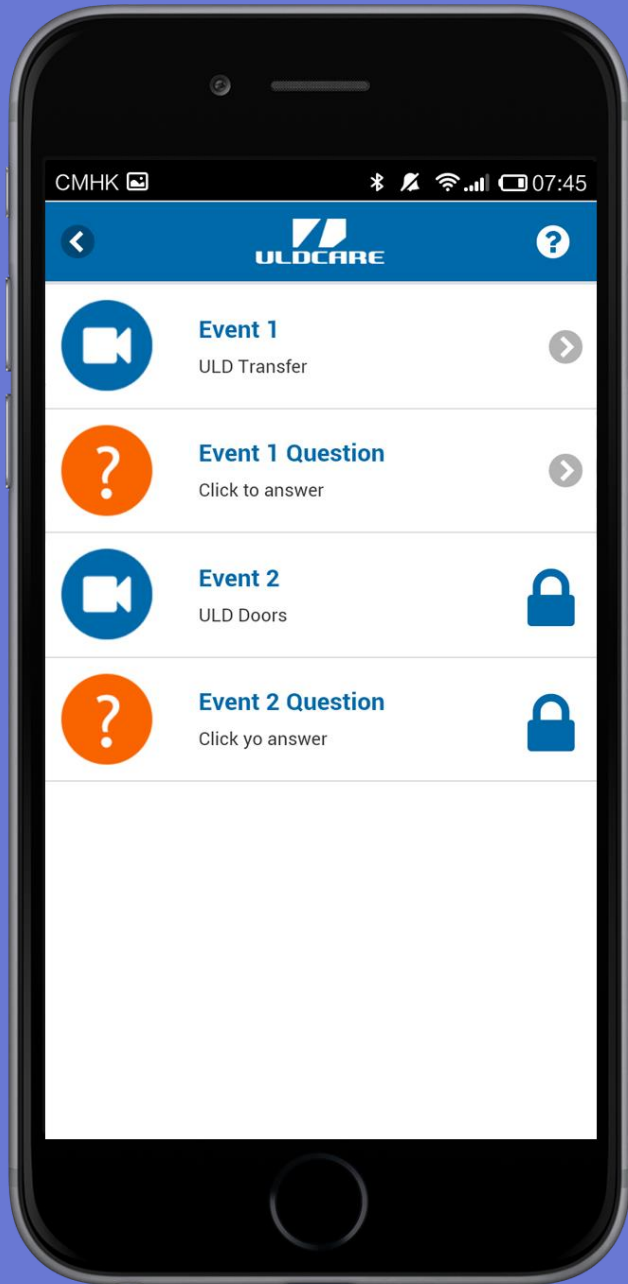 CMHK
07:45
ULDCARE
Event 1
ULD Transfer
Event 1 Question
Click to answer
Event 2
ULD Doors
Event 2 Question
Click yo answer